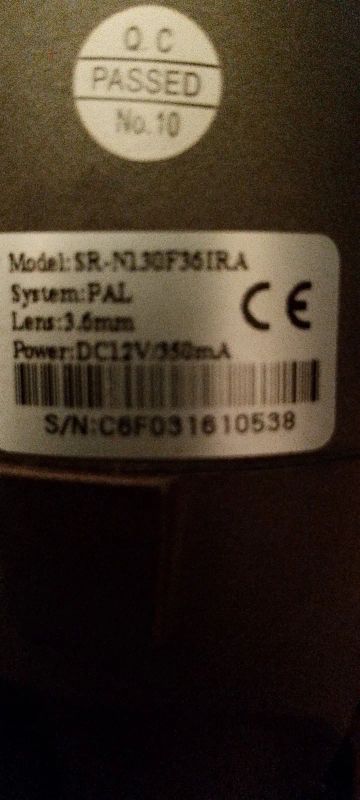 Q.C
PASSED
No.10
Model:SR-N130F36IRA
System:PAL
Lens:3.6mm
CE
Power:DC12V/350mA
S/N:C6F031610538